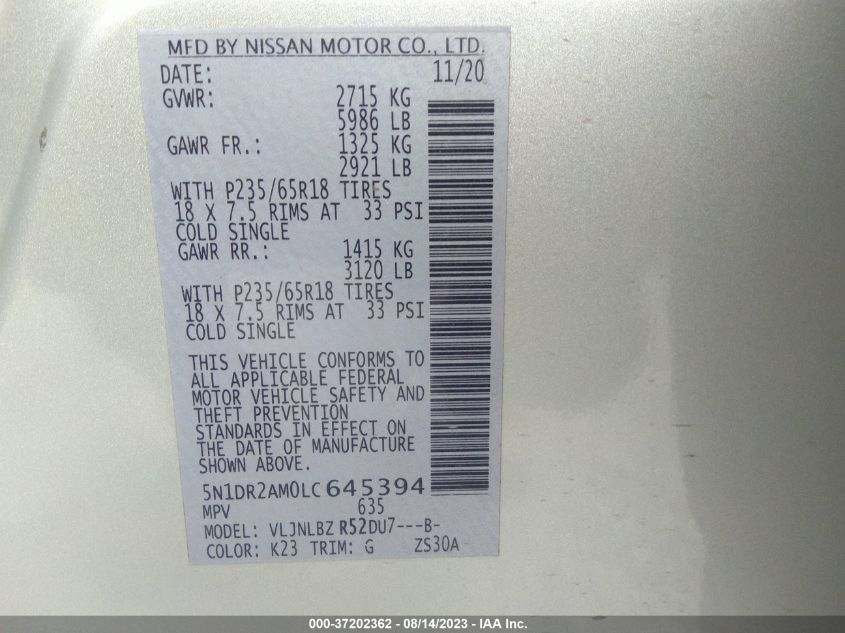 MFD BY NISSAN MOTOR CO., LTD.
DATE: 11/20
GVWR: 2715 KG
5986 LB
GAWR FR.: 1325 KG
2921 LB
WITH P235/65R18 TIRES
18 X 7.5 RIMS AT 33 PSI
COLD SINGLE
GAWR RR.: 1415 KG
3120 LB
WITH P235/65R18 TIRES
18 X 7.5 RIMS AT 33 PSI
COLD SINGLE
THIS VEHICLE CONFORMS TO
ALL APPLICABLE FEDERAL
MOTOR VEHICLE SAFETY AND
THEFT PREVENTION
STANDARDS IN EFFECT ON
THE DATE OF MANUFACTURE
SHOWN ABOVE.
5N1DR2AM0LC645394
MPV 635
MODEL: VLJNLBZ R52DU7---B-
COLOR: K23 TRIM: G ZS30A
000-37202362 - 08/14/2023 - IAA Inc.